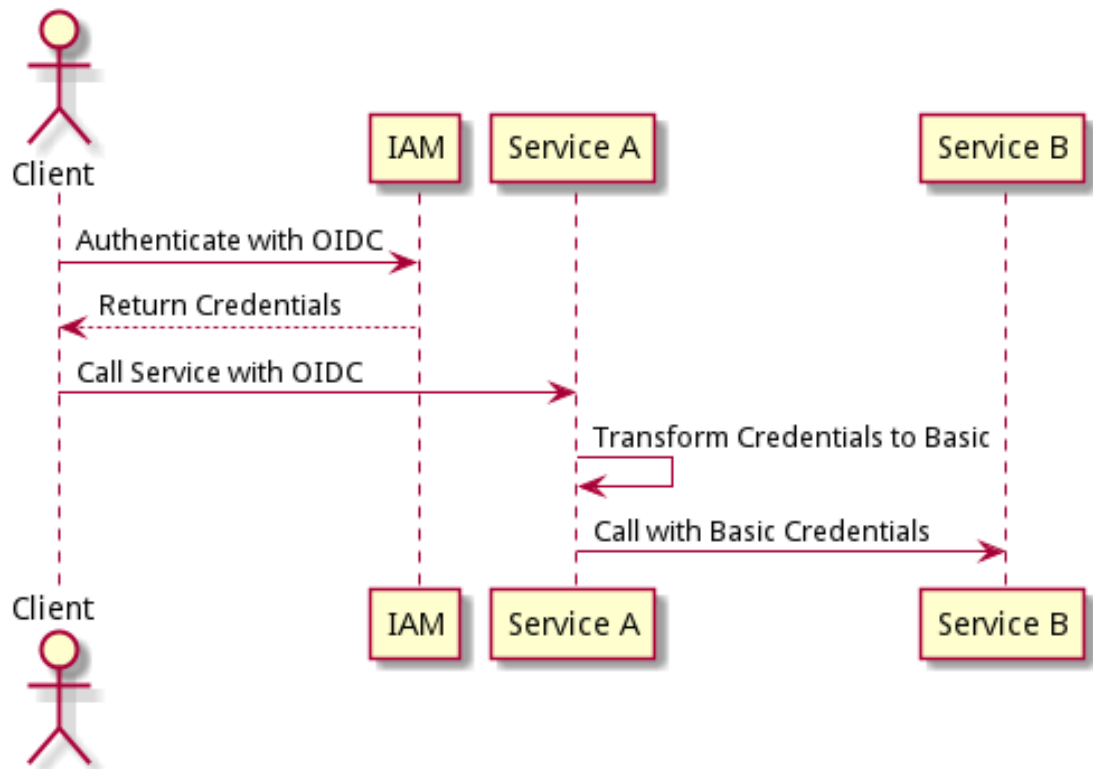 Client
IAM
Service A
Service B
Authenticate with OIDC
Return Credentials
Call Service with OIDC
Transform Credentials to Basic
Call with Basic Credentials
Client
IAM
Service A
Service B